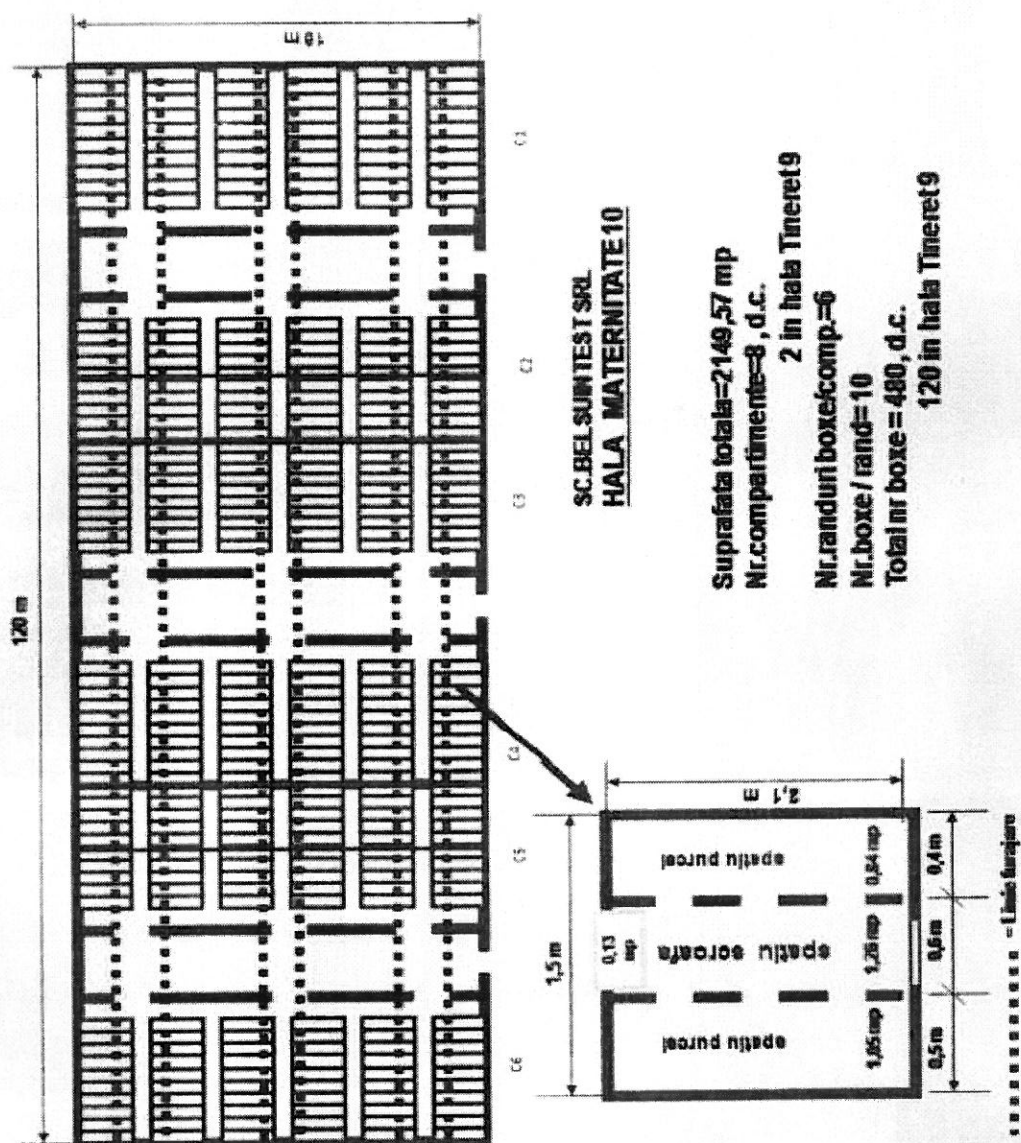 120 m
18 m
C1
C2
C3
C4
C5
C6
SC.BELSUINTEST SRL
HALA MATERNITATE 10
Suprafata totala=2149,57 mp
Nr.compartimente=8, d.c.
2 in hala Tineret9
Nr.randuri boxe/comp.=6
Nr.boxe / rand=10
Total nr boxe = 480, d.c.
120 in hala Tineret9
1,5 m
2,1 m
0,13
mp
spatiu purcei
spatiu scroafa
spatiu purcei
1,05 mp
1,26 mp
0,84 mp
0,5 m
0,6 m
0,4 m
= Linie furajare